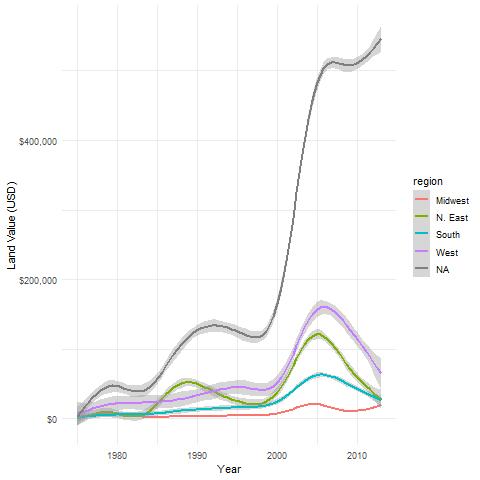 $400,000
$200,000
$0
Land Value (USD)
1980 1990 2000 2010
Year
region
Midwest
N. East
South
West
NA